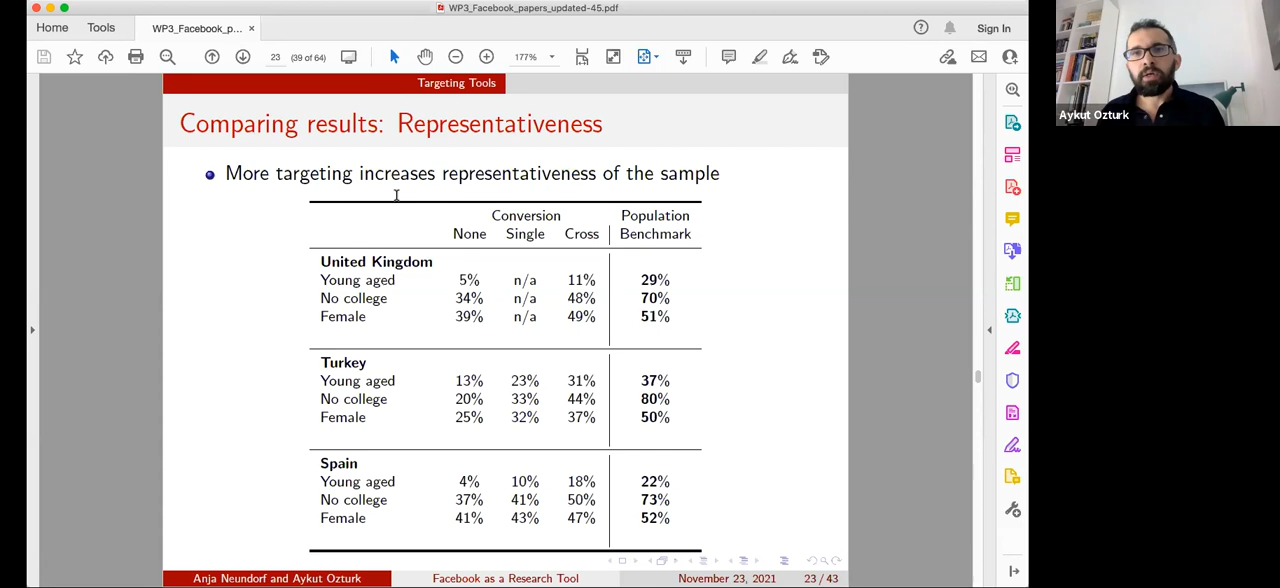 WP3_Facebook_papers_updated-45.pdf
Home Tools WP3_Facebook_p... × Sign In
23 (39 of 64) 177%
Aykut Ozturk
Targeting Tools
Comparing results: Representativeness
More targeting increases representativeness of the sample
Conversion Population
None Single Cross Benchmark
United Kingdom
Young aged 5% n/a 11% 29%
No college 34% n/a 48% 70%
Female 39% n/a 49% 51%
Turkey
Young aged 13% 23% 31% 37%
No college 20% 33% 44% 80%
Female 25% 32% 37% 50%
Spain
Young aged 4% 10% 18% 22%
No college 37% 41% 50% 73%
Female 41% 43% 47% 52%
Anja Neundorf and Aykut Ozturk Facebook as a Research Tool November 23, 2021 23 / 43